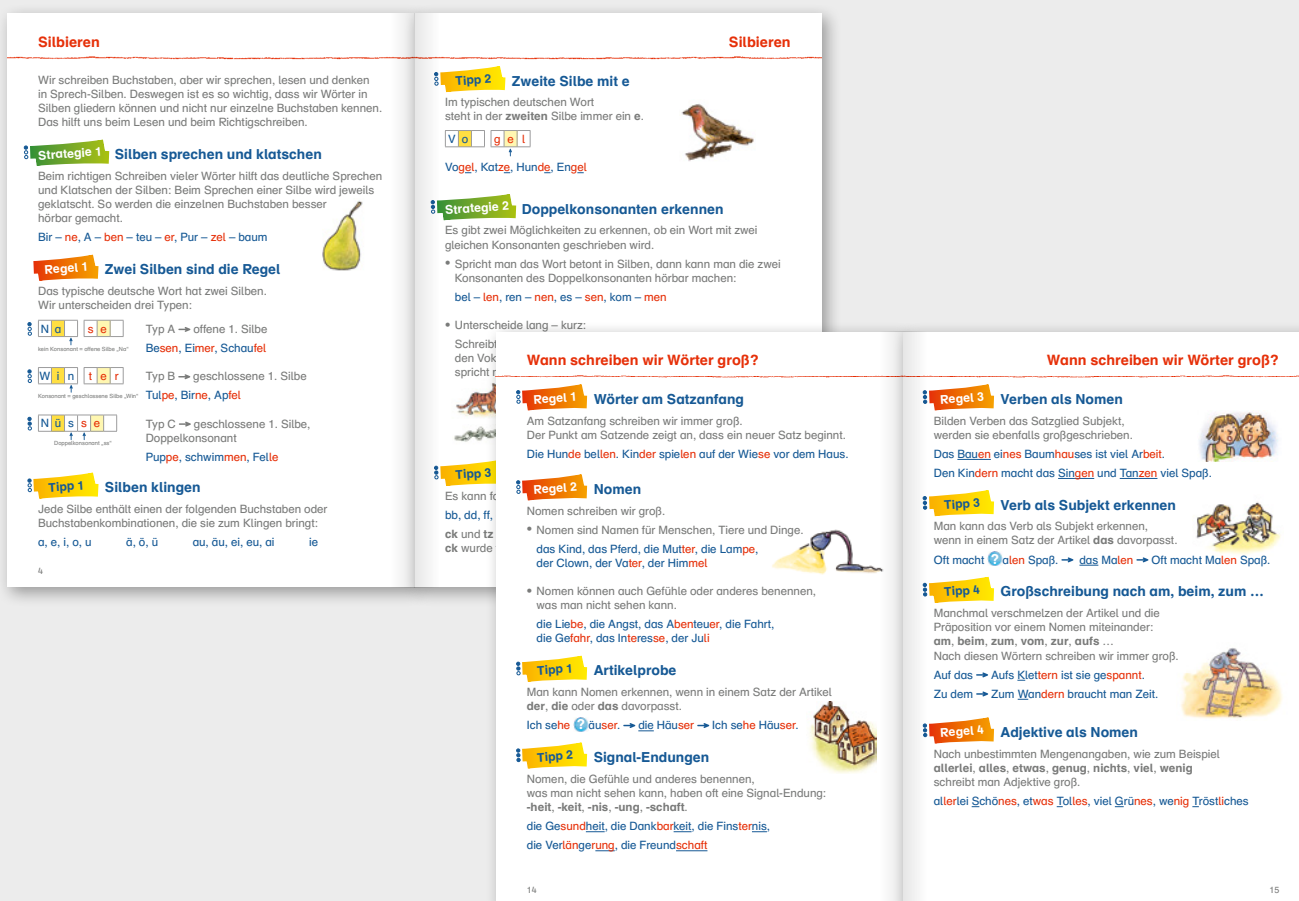 Silbieren
Wir schreiben Buchstaben, aber wir sprechen, lesen und denken
in Sprech-Silben. Deswegen ist es so wichtig, dass wir Wörter in
Silben gliedern können und nicht nur einzelne Buchstaben kennen.
Das hilft uns beim Lesen und beim Richtigschreiben.
Strategie 1 Silben sprechen und klatschen
Beim richtigen Schreiben vieler Wörter hilft das deutliche Sprechen
und Klatschen der Silben: Beim Sprechen einer Silbe wird jeweils
geklatscht. So werden die einzelnen Buchstaben besser
hörbar gemacht.
Bir – ne, A – ben – teu – er, Pur – zel – baum
Regel 1 Zwei Silben sind die Regel
Das typische deutsche Wort hat zwei Silben.
Wir unterscheiden drei Typen:
Na se Typ A → offene 1. Silbe
kein Konsonant = offene Silbe „Na“
Besen, Eimer, Schaufel
Win ter Typ B → geschlossene 1. Silbe
Konsonant = geschlossene Silbe „Win“
Tulpe, Birne, Apfel
Nüsse Typ C → geschlossene 1. Silbe,
Doppelkonsonant
Doppelkonsonant „ss“
Puppe, schwimmen, Felle
Tipp 1 Silben klingen
Jede Silbe enthält einen der folgenden Buchstaben oder
Buchstabenkombinationen, die sie zum Klingen bringt:
a, e, i, o, u ä, ö, ü au, äu, ei, eu, ai ie
4
Silbieren
Tipp 2 Zweite Silbe mit e
Im typischen deutschen Wort
steht in der zweiten Silbe immer ein e.
Vo gel
Vogel, Katze, Hunde, Engel
Strategie 2 Doppelkonsonanten erkennen
Es gibt zwei Möglichkeiten zu erkennen, ob ein Wort mit zwei
gleichen Konsonanten geschrieben wird.
• Spricht man das Wort betont in Silben, dann kann man die zwei
Konsonanten des Doppelkonsonanten hörbar machen:
bel – len, ren – nen, es – sen, kom – men
• Unterscheide lang – kurz:
Schreibt
den Vok
spricht
Tipp 3
Es kann
bb, dd, ff,
ck und tz
ck wurde
Wann schreiben wir Wörter groß?
Regel 1 Wörter am Satzanfang
Am Satzanfang schreiben wir immer groß.
Der Punkt am Satzende zeigt an, dass ein neuer Satz beginnt.
Die Hunde bellen. Kinder spielen auf der Wiese vor dem Haus.
Regel 2 Nomen
Nomen schreiben wir groß.
• Nomen sind Namen für Menschen, Tiere und Dinge.
das Kind, das Pferd, die Mutter, die Lampe,
der Clown, der Vater, der Himmel
• Nomen können auch Gefühle oder anderes benennen,
was man nicht sehen kann.
die Liebe, die Angst, das Abenteuer, die Fahrt,
die Gefahr, das Interesse, der Juli
Tipp 1 Artikelprobe
Man kann Nomen erkennen, wenn in einem Satz der Artikel
der, die oder das davorpasst.
Ich sehe ?äuser. → die Häuser → Ich sehe Häuser.
Tipp 2 Signal-Endungen
Nomen, die Gefühle und anderes benennen,
was man nicht sehen kann, haben oft eine Signal-Endung:
-heit, -keit, -nis, -ung, -schaft.
die Gesundheit, die Dankbarkeit, die Finsternis,
die Verlängerung, die Freundschaft
14
Wann schreiben wir Wörter groß?
Regel 3 Verben als Nomen
Bilden Verben das Satzglied Subjekt,
werden sie ebenfalls großgeschrieben.
Das Bauen eines Baumhauses ist viel Arbeit.
Den Kindern macht das Singen und Tanzen viel Spaß.
Tipp 3 Verb als Subjekt erkennen
Man kann das Verb als Subjekt erkennen,
wenn in einem Satz der Artikel das davorpasst.
Oft macht ?alen Spaß. → das Malen → Oft macht Malen Spaß.
Tipp 4 Großschreibung nach am, beim, zum ...
Manchmal verschmelzen der Artikel und die
Präposition vor einem Nomen miteinander:
am, beim, zum, vom, zur, aufs ...
Nach diesen Wörtern schreiben wir immer groß.
Auf das → Aufs Klettern ist sie gespannt.
Zu dem → Zum Wandern braucht man Zeit.
Regel 4 Adjektive als Nomen
Nach unbestimmten Mengenangaben, wie zum Beispiel
allerlei, alles, etwas, genug, nichts, viel, wenig
schreibt man Adjektive groß.
allerlei Schönes, etwas Tolles, viel Grünes, wenig Tröstliches
15